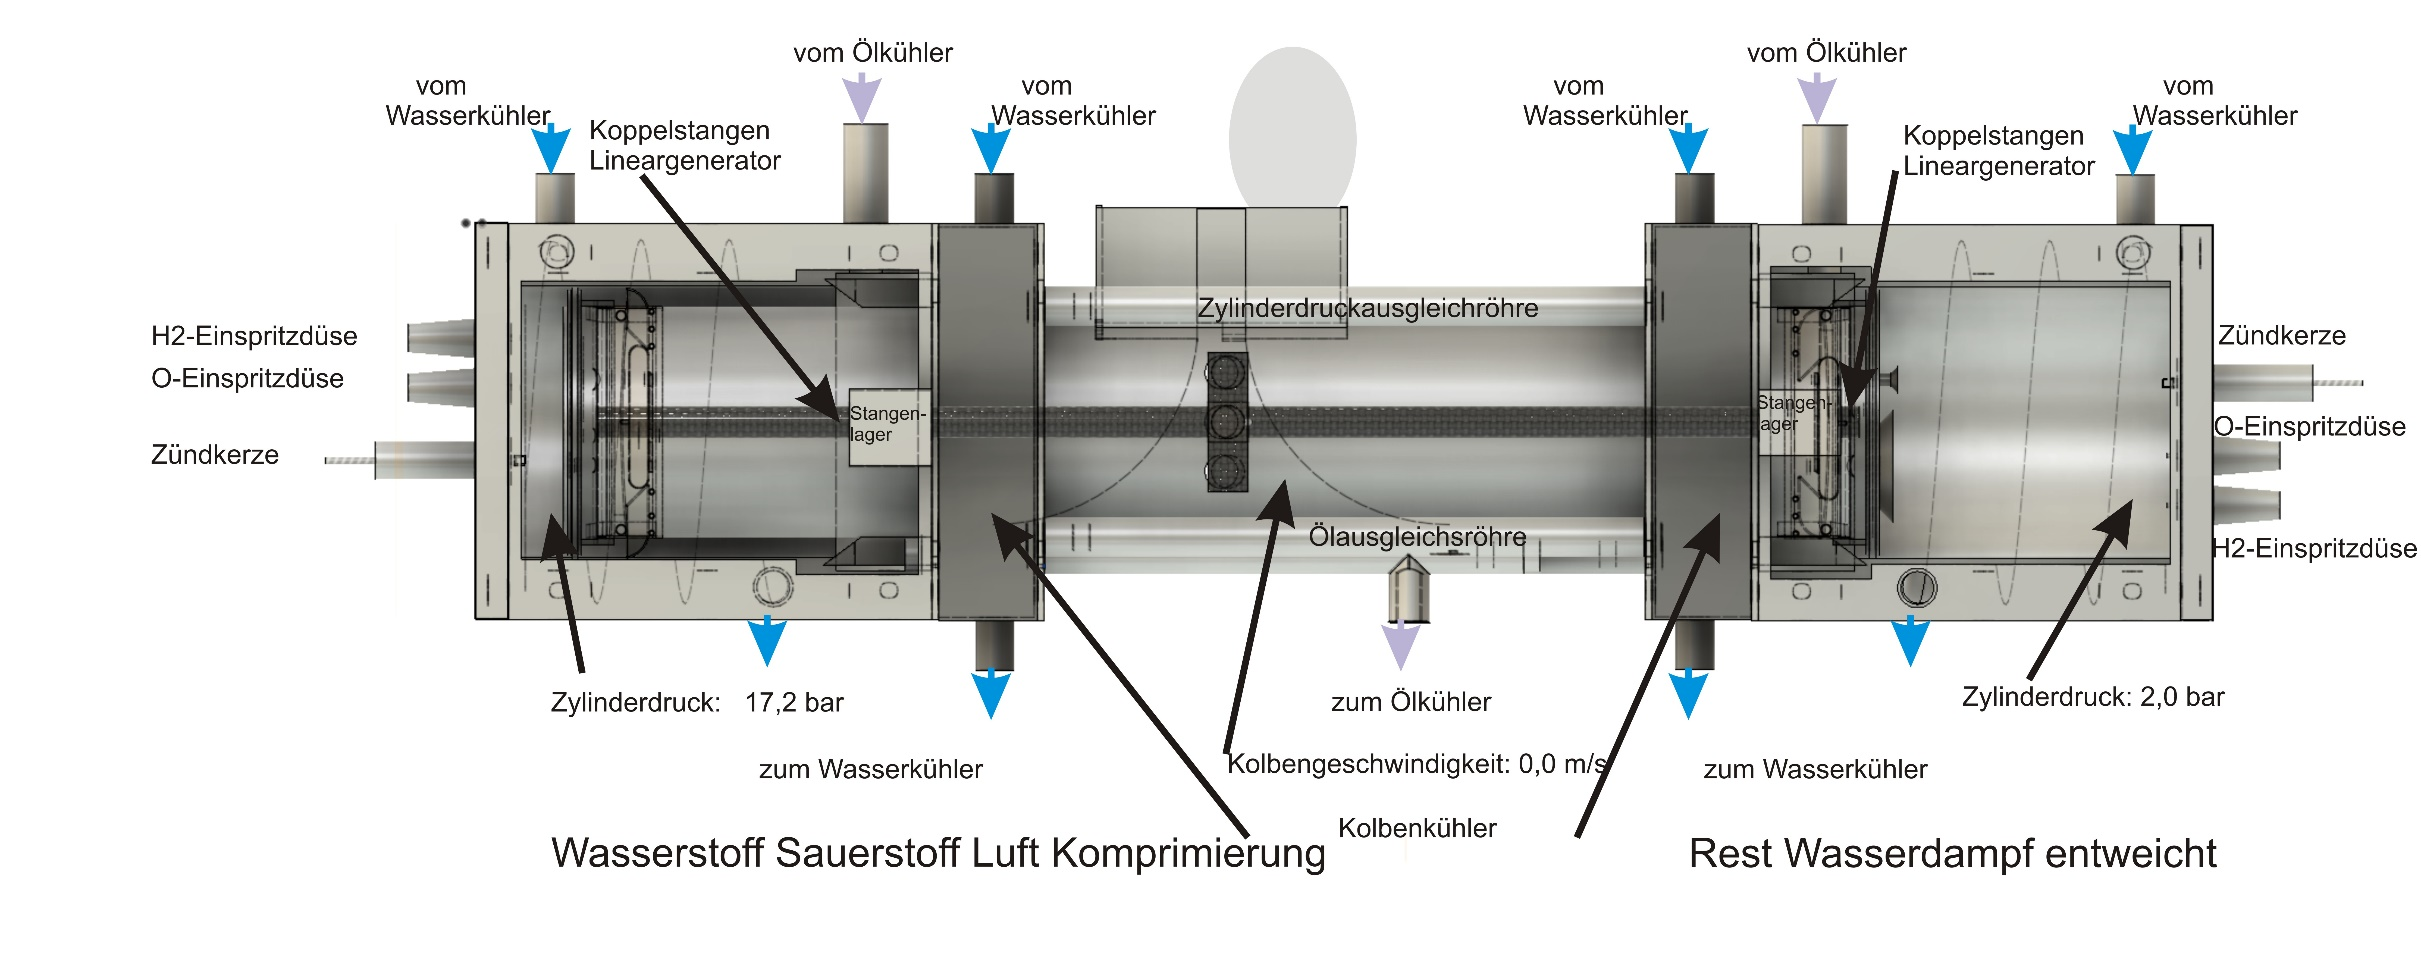 vom Ölkühler
vom Ölkühler
vom
Wasserkühler
vom
Wasserkühler
vom
Wasserkühler
vom
Wasserkühler
Koppelstangen
Lineargenerator
Koppelstangen
Lineargenerator
Zylinderdruckausgleichröhre
H2-Einspritzdüse
O-Einspritzdüse
Zündkerze
Zündkerze
O-Einspritzdüse
H2-Einspritzdüse
Stangen-
lager
Stangen-
lager
Ölausgleichsröhre
Zylinderdruck: 17,2 bar
zum Ölkühler
Zylinderdruck: 2,0 bar
zum Wasserkühler
Kolbengeschwindigkeit: 0,0 m/s
zum Wasserkühler
Kolbenkühler
Wasserstoff Sauerstoff Luft Komprimierung
Rest Wasserdampf entweicht